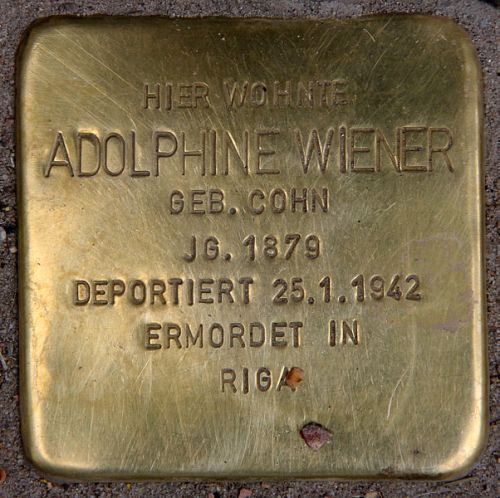 HIER WOHNTE
ADOLPHINE WIENER
GEB. COHN
JG. 1879
DEPORTIERT 25.1.1942
ERMORDET IN
RIGA